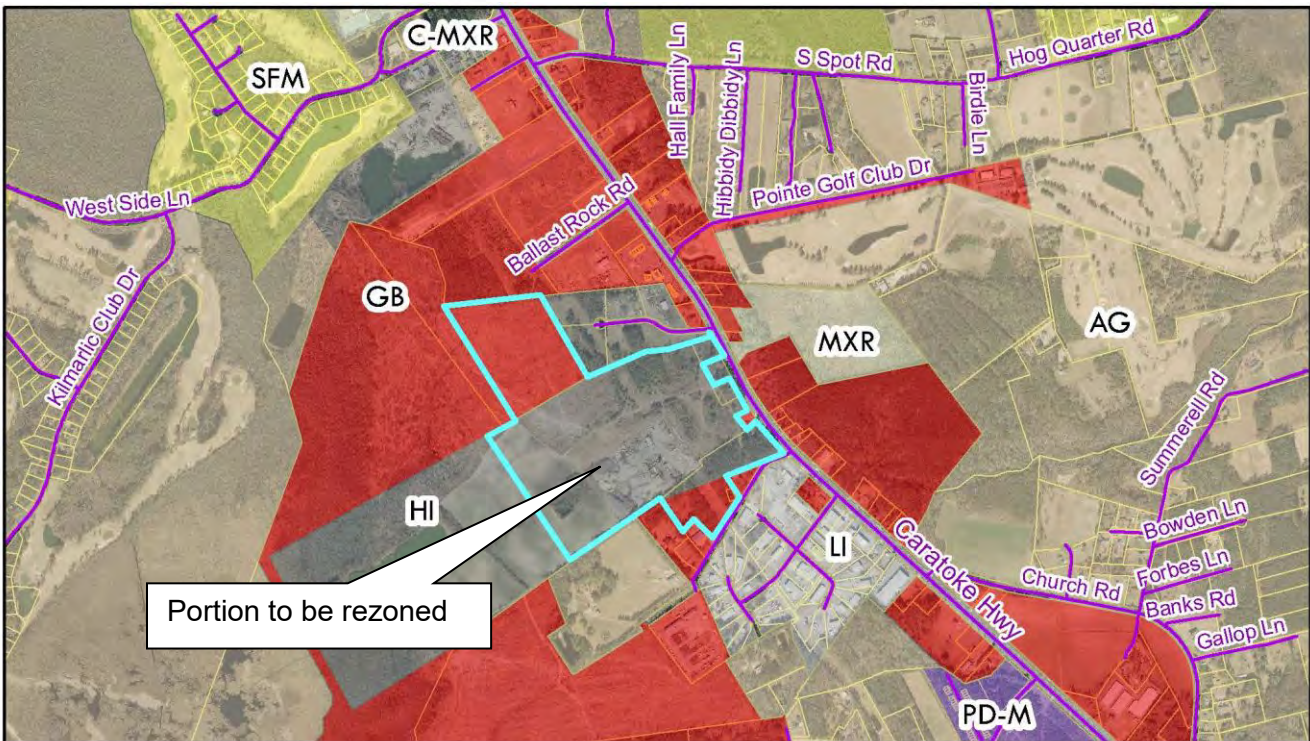 C-MXR
SFM
Hall Family Ln
Hibbidy Dibbidy Ln
S Spot Rd
Hog Quarter Rd
Birdie Ln
West Side Ln
Pointe Golf Club Dr
Ballast Rock Rd
Kilmarlic Club Dr
GB
MXR
AG
Summerell Rd
HI
LI
Caratoke Hwy
Bowden Ln
Church Rd
Forbes Ln
Banks Rd
Gallop Ln
Portion to be rezoned
PD-M